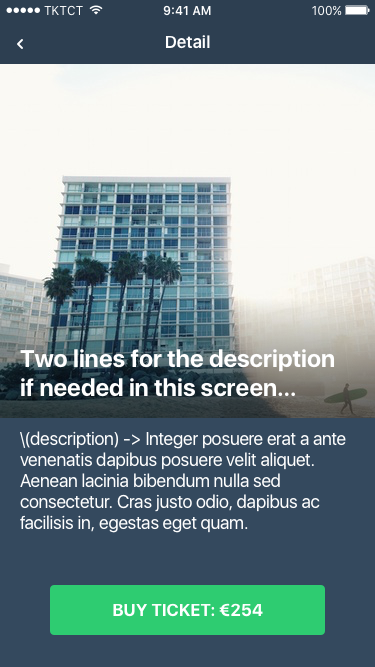 TKTCT
9:41 AM
100%
Detail
Two lines for the description
if needed in this screen...
\(description) -> Integer posuere erat a ante
venenatis dapibus posuere velit aliquet.
Aenean lacinia bibendum nulla sed
consectetur. Cras justo odio, dapibus ac
facilisis in, egestas eget quam.
BUY TICKET: €254